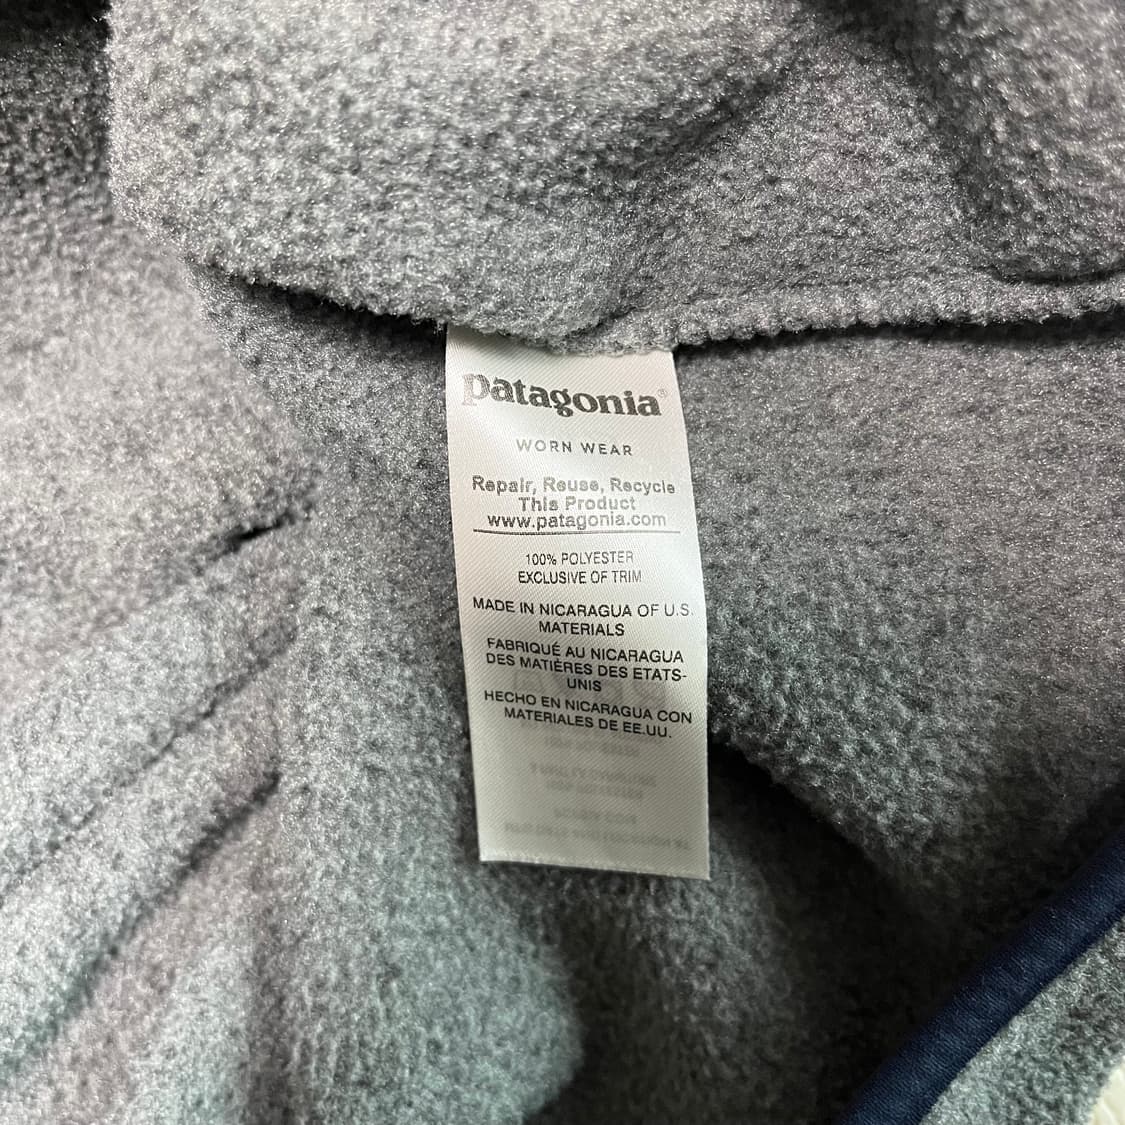 patagonia®
WORN WEAR
Repair, Reuse, Recycle
This Product
www.patagonia.com
100% POLYESTER
EXCLUSIVE OF TRIM
MADE IN NICARAGUA OF U.S.
MATERIALS
FABRIQUÉ AU NICARAGUA
DES MATIÈRES DES ETATS-
UNIS
HECHO EN NICARAGUA CON
MATERIALES DE EE.UU.